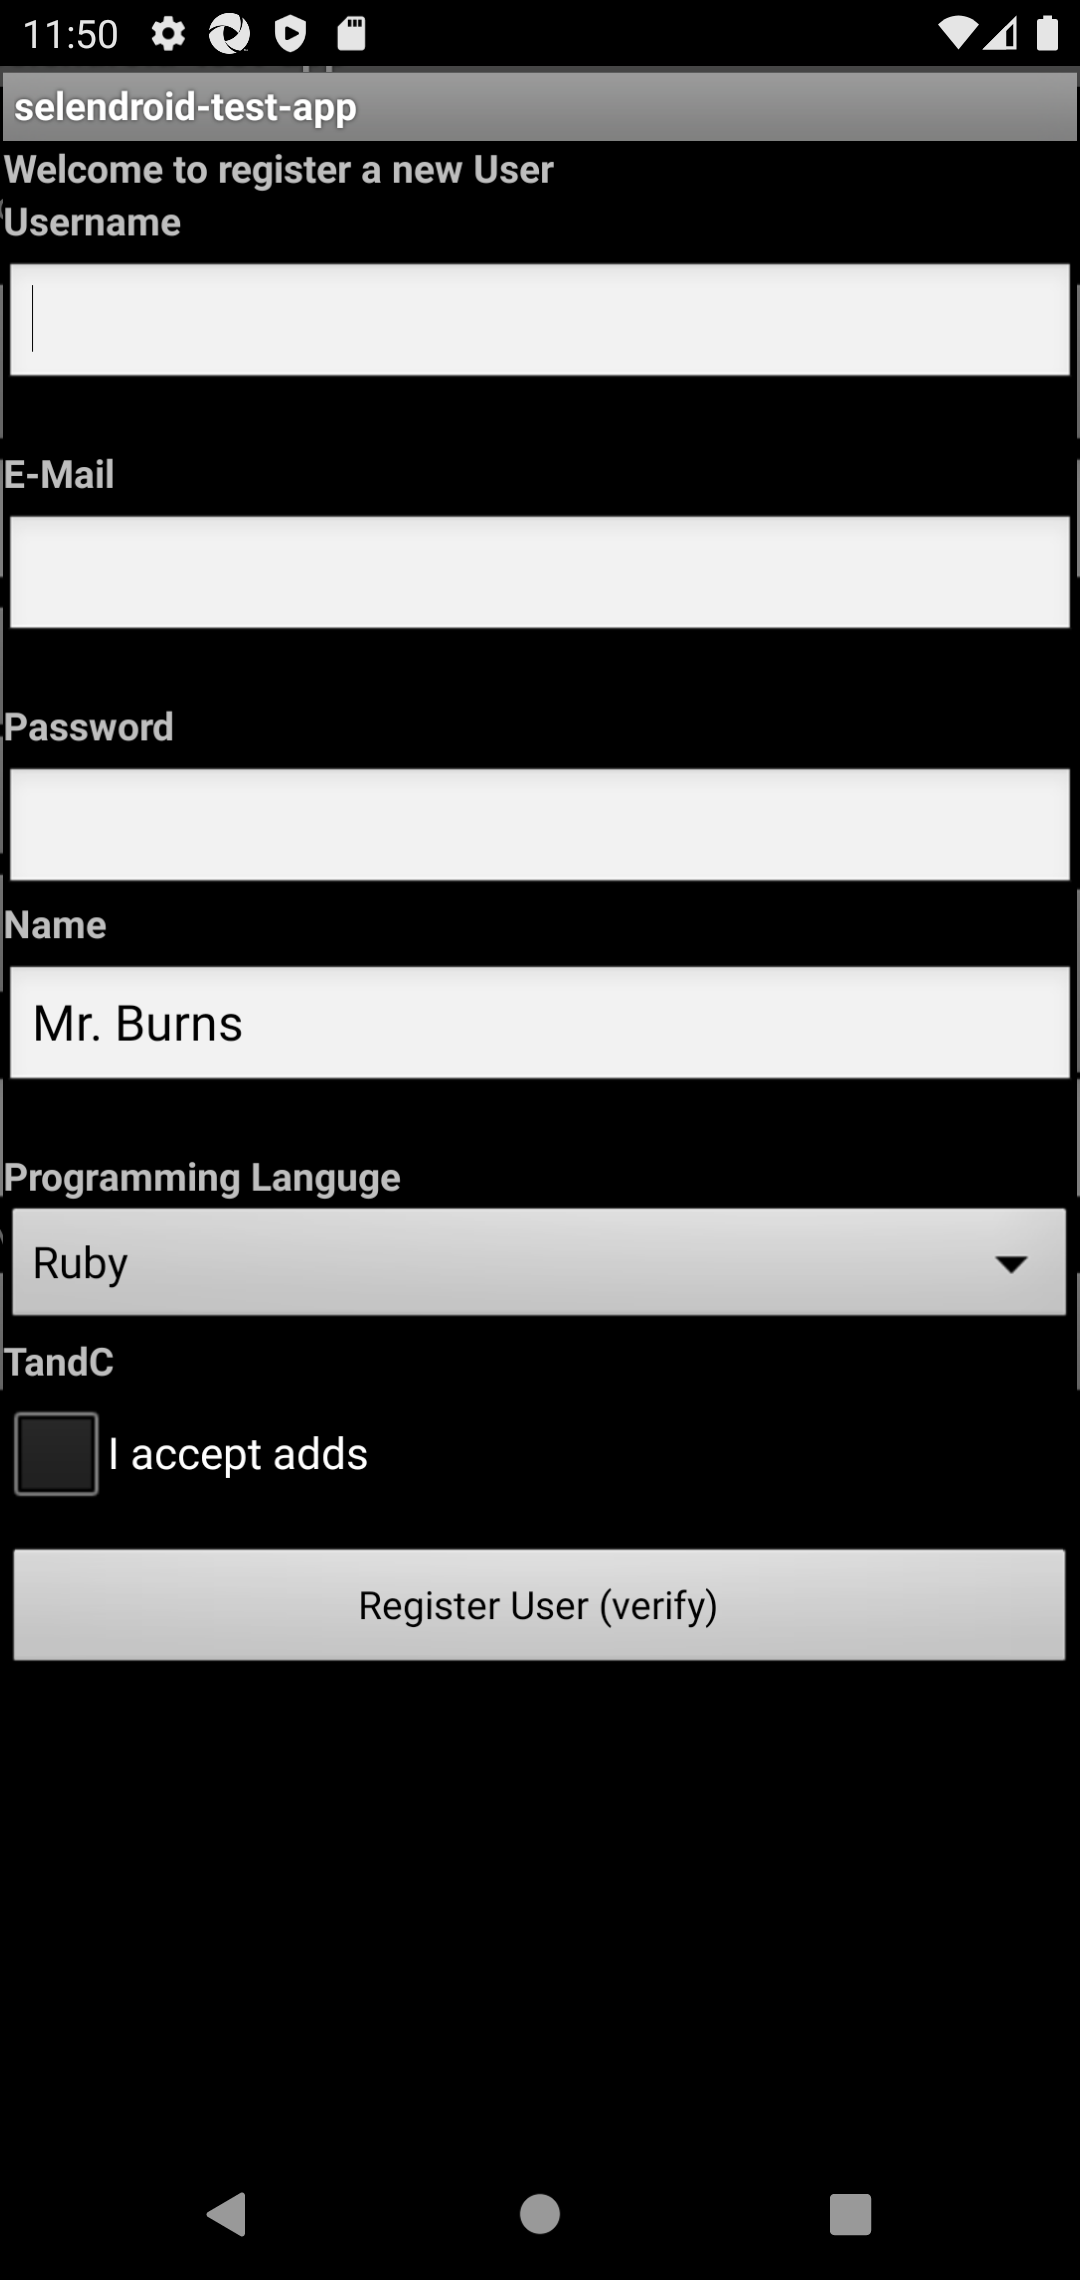 11:50
selendroid-test-app
Welcome to register a new User
Username
E-Mail
Password
Name
Mr. Burns
Programming Languge
Ruby
TandC
I accept adds
Register User (verify)